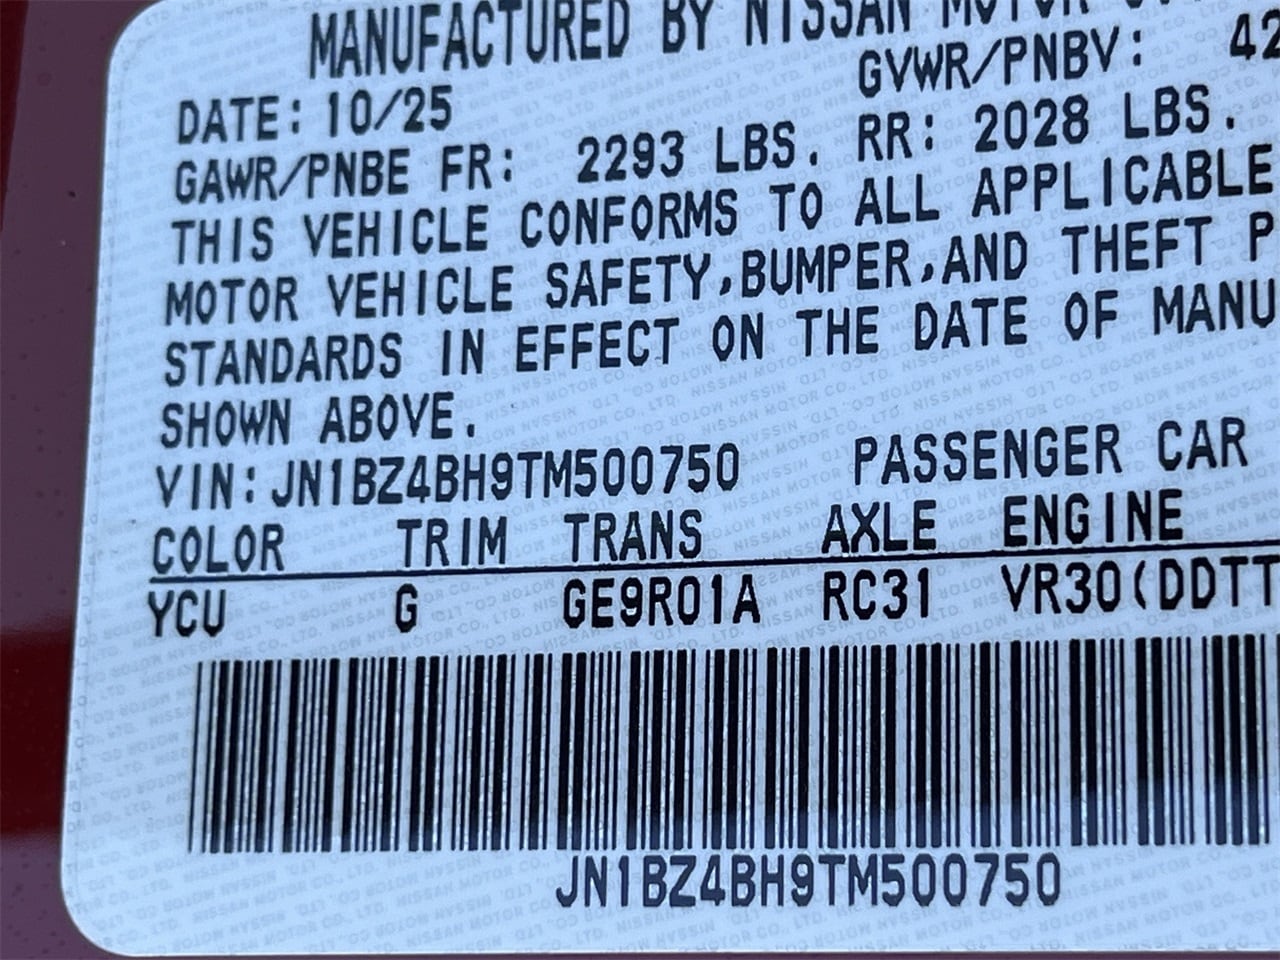 MANUFACTURED BY NISSAN MOTOR
GVWR/PNBV: 42
DATE: 10/25
GAWR/PNBE FR: 2293 LBS. RR: 2028 LBS.
THIS VEHICLE CONFORMS TO ALL APPLICABLE
MOTOR VEHICLE SAFETY,BUMPER,AND THEFT P
STANDARDS IN EFFECT ON THE DATE OF MANU
SHOWN ABOVE.
VIN:JN1BZ4BH9TM500750 PASSENGER CAR
COLOR TRIM TRANS AXLE ENGINE
YCU G GE9R01A RC31 VR30(DDTT
JN1BZ4BH9TM500750